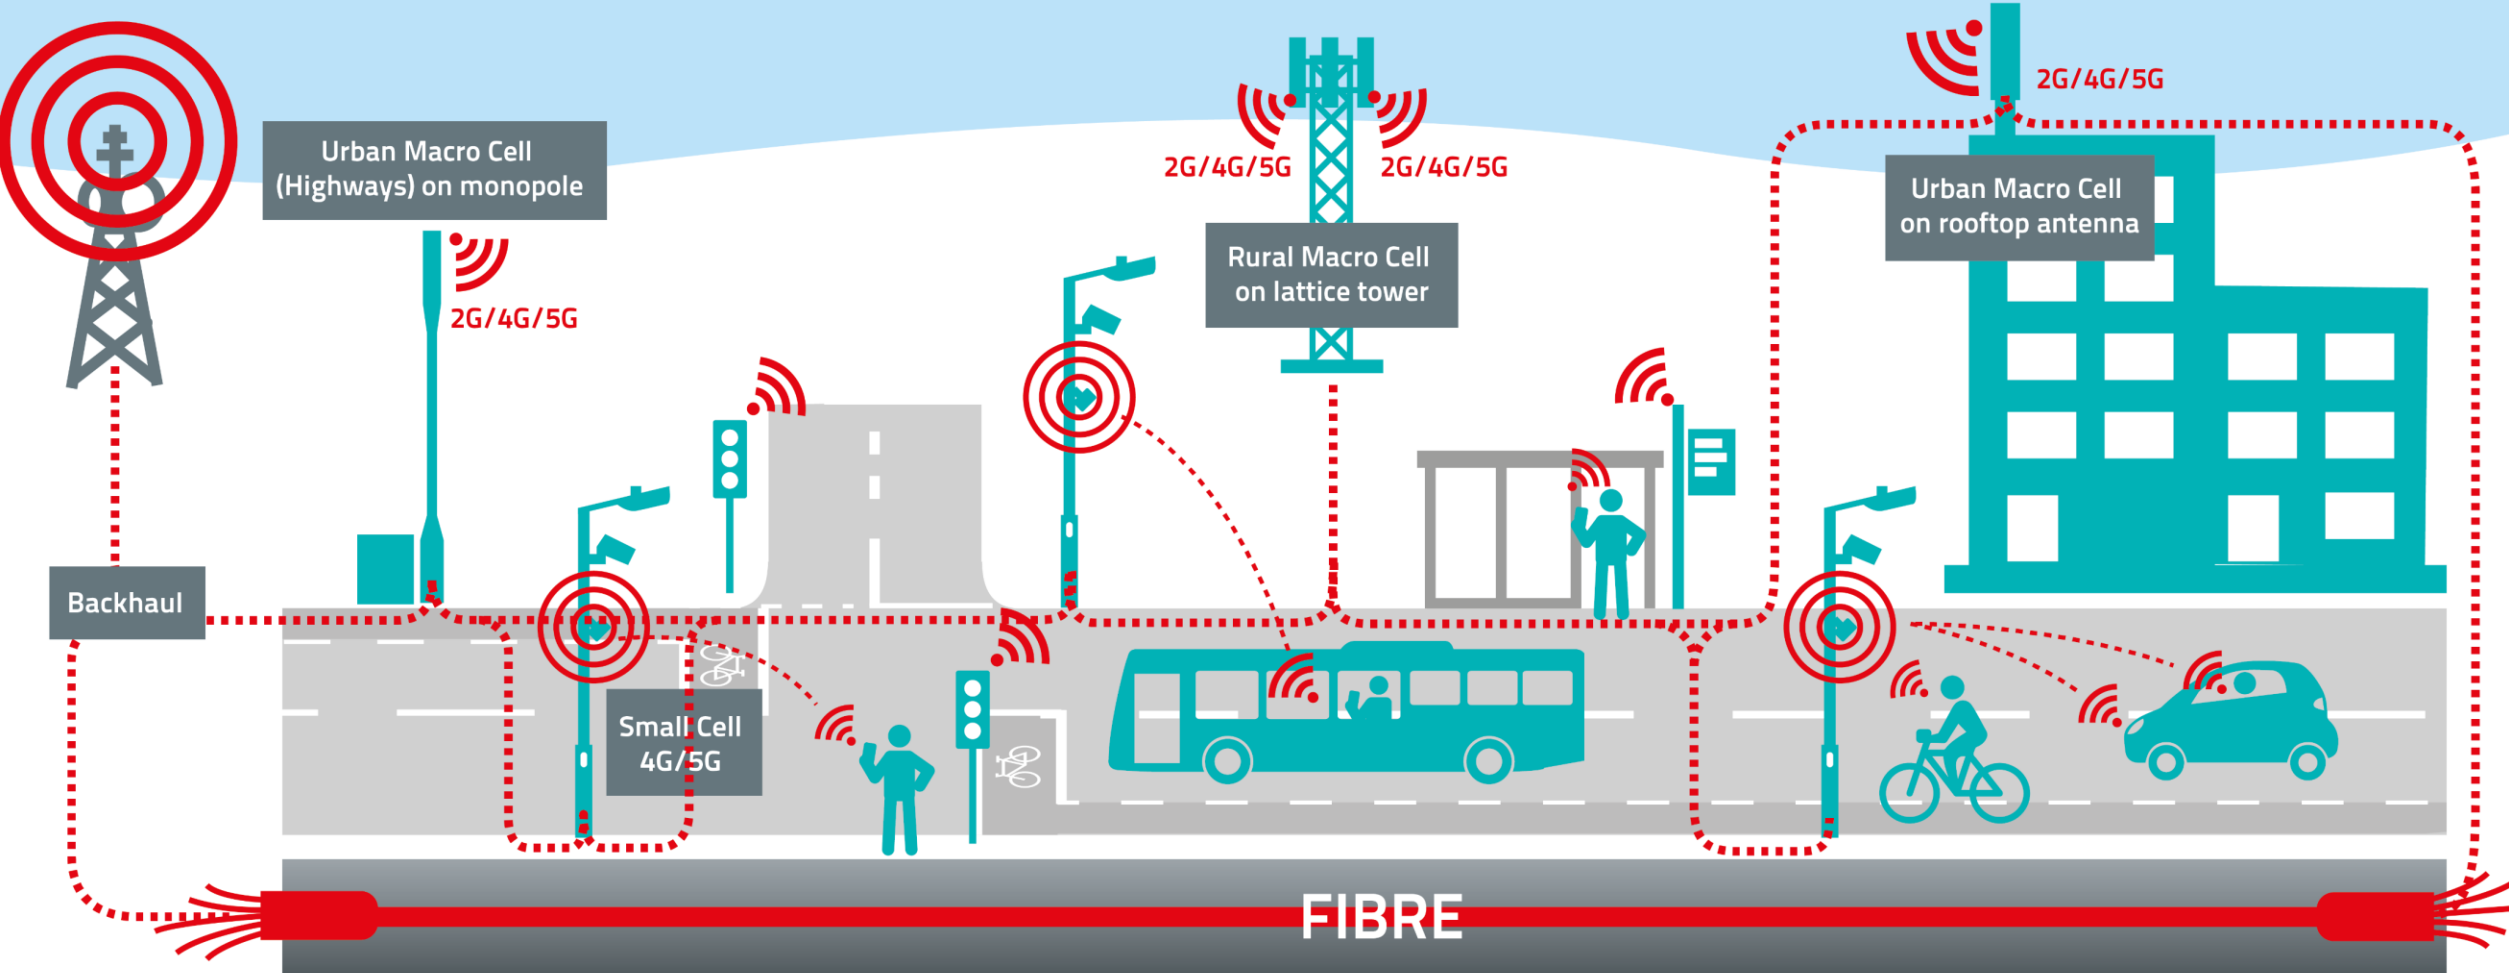 Urban Macro Cell
(Highways) on monopole
2G/4G/5G
2G/4G/5G
2G/4G/5G
Rural Macro Cell
on lattice tower
2G/4G/5G
Urban Macro Cell
on rooftop antenna
Backhaul
Small Cell
4G/5G
FIBRE